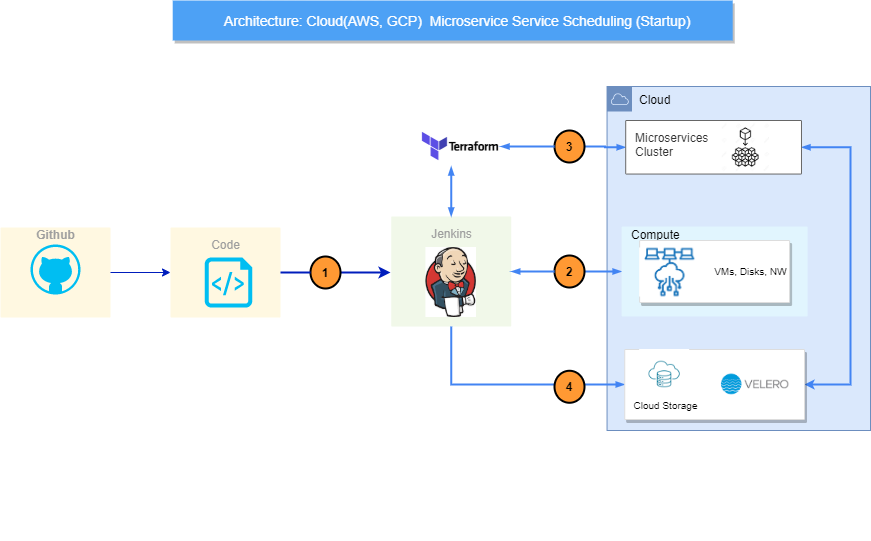 Architecture: Cloud(AWS, GCP)  Microservice Service Scheduling (Startup)
Cloud
Microservices
Cluster
Terraform
3
Github
Code
1
Jenkins
2
Compute
VMs, Disks, NW
4
Cloud Storage
VELERO